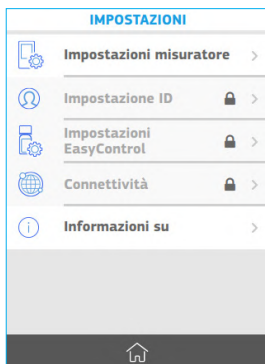 IMPOSTAZIONI
Impostazioni misuratore
Impostazione ID
Impostazioni
EasyControl
Connettività
Informazioni su